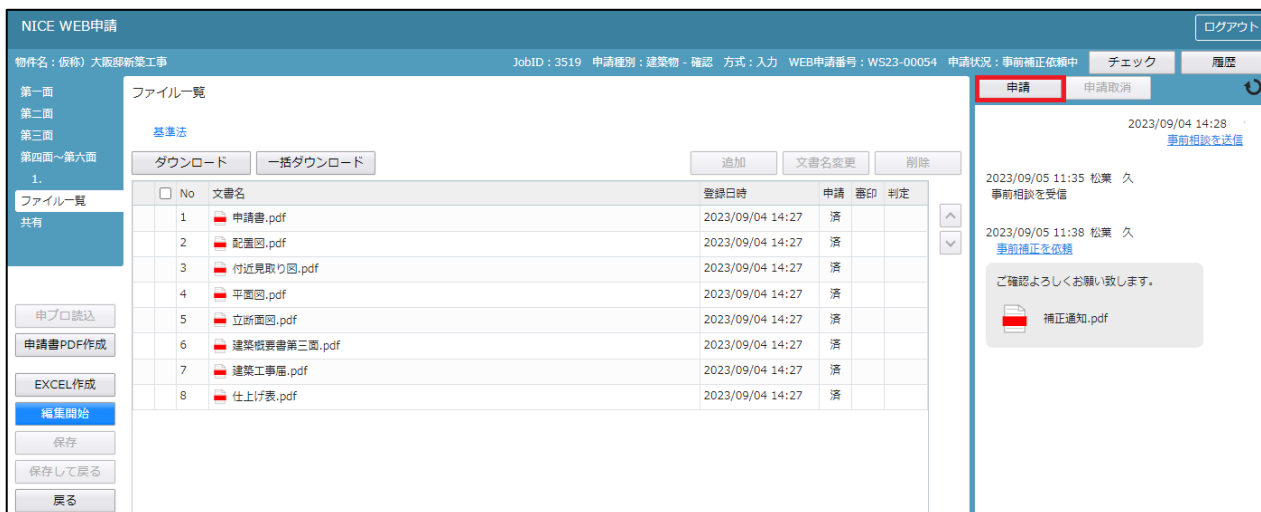 NICE WEB申請
ログアウト
物件名：仮称）大阪邸新築工事
JobID：3519 申請種別：建築物 - 確認 方式：入力 WEB申請番号：WS23-00054 申請状況：事前補正依頼中
チェック
履歴
第一面
第二面
第三面
第四面～第六面
1.
ファイル一覧
共有
申プロ読込
申請書PDF作成
EXCEL作成
編集開始
保存
保存して戻る
戻る
ファイル一覧
基準法
ダウンロード
一括ダウンロード
追加
文書名変更
削除
No 文書名 登録日時 申請 審印 判定
1 申請書.pdf 2023/09/04 14:27 済
2 配置図.pdf 2023/09/04 14:27 済
3 付近見取り図.pdf 2023/09/04 14:27 済
4 平面図.pdf 2023/09/04 14:27 済
5 立断面図.pdf 2023/09/04 14:27 済
6 建築概要書第三面.pdf 2023/09/04 14:27 済
7 建築工事届.pdf 2023/09/04 14:27 済
8 仕上げ表.pdf 2023/09/04 14:27 済
申請
申請取消
2023/09/04 14:28
事前相談を送信
2023/09/05 11:35 松葉 久
事前相談を受信
2023/09/05 11:38 松葉 久
事前補正を依頼
ご確認よろしくお願い致します。
補正通知.pdf